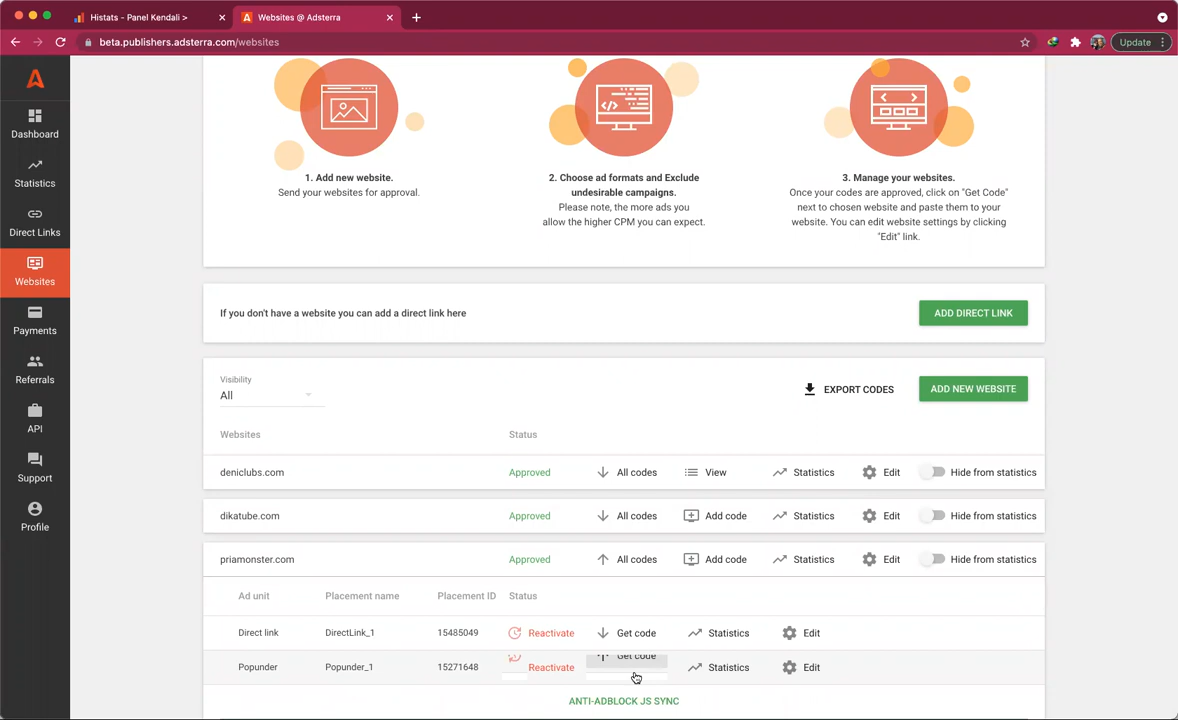 Histats - Panel Kendali >
Websites @ Adsterra
beta.publishers.adsterra.com/websites
Update
Dashboard
Statistics
Direct Links
Websites
Payments
Referrals
API
Support
Profile
1. Add new website.
Send your websites for approval.
2. Choose ad formats and Exclude
undesirable campaigns.
Please note, the more ads you
allow the higher CPM you can expect.
3. Manage your websites.
Once your codes are approved, click on "Get Code"
next to chosen website and paste them to your
website. You can edit website settings by clicking
"Edit" link.
If you don't have a website you can add a direct link here
ADD DIRECT LINK
Visibility
All
EXPORT CODES
ADD NEW WEBSITE
Websites Status
deniclubs.com Approved All codes View Statistics Edit Hide from statistics
dikatube.com Approved All codes Add code Statistics Edit Hide from statistics
priamonster.com Approved All codes Add code Statistics Edit Hide from statistics
Ad unit Placement name Placement ID Status
Direct link DirectLink_1 15485049 Reactivate Get code Statistics Edit
Popunder Popunder_1 15271648 Reactivate Get code Statistics Edit
ANTI-ADBLOCK JS SYNC